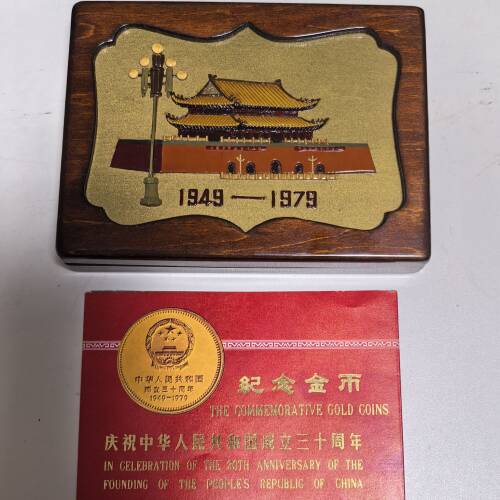 1949—1979
中华人民共和国
成立三十周年
1949-1979
紀念金币
THE COMMEMORATIVE GOLD COINS
庆祝中华人民共和国成立三十周年
IN CELEBRATION OF THE 30TH ANNIVERSARY OF THE
FOUNDING OF THE PEOPLE'S REPUBLIC OF CHINA